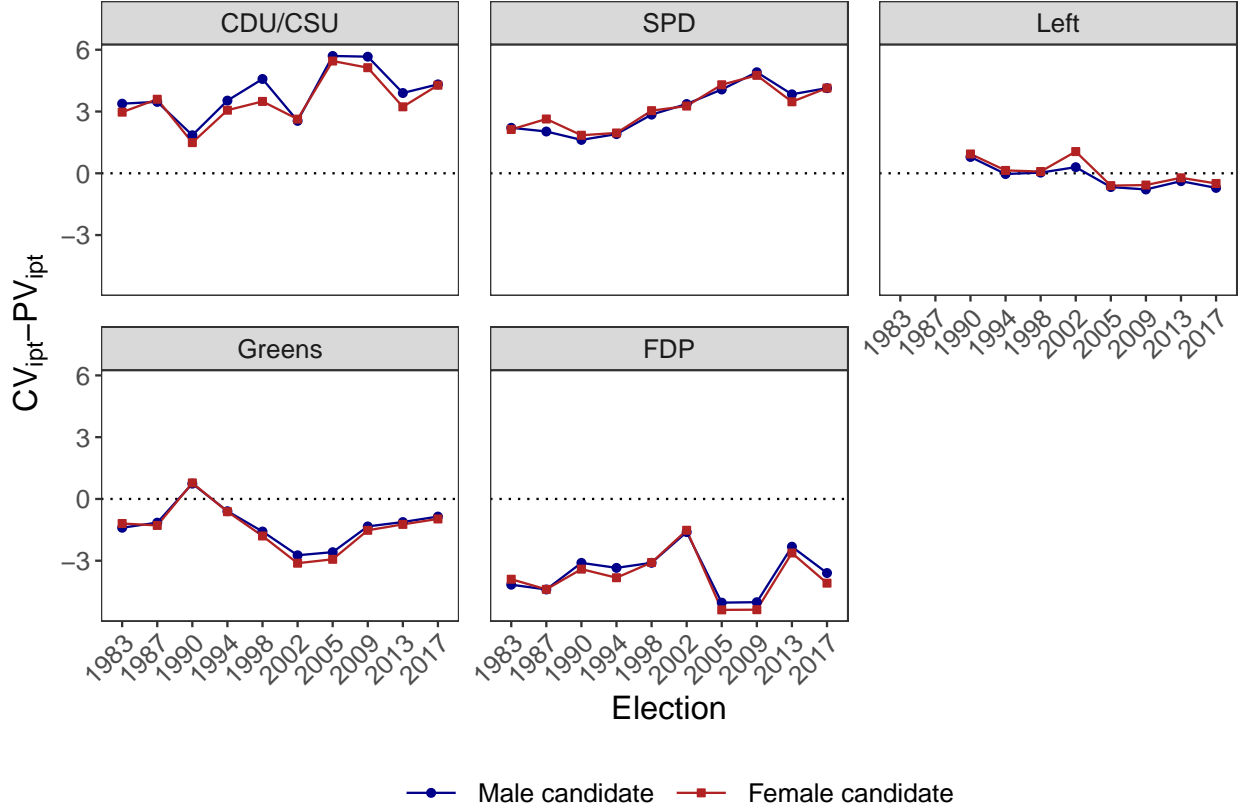 CDU/CSU SPD Left
6
3
0
−3
1983 1987 1990 1994 1998 2002 2005 2009 2013 2017
CVipt−PVipt
Greens FDP
6
3
0
−3
1983 1987 1990 1994 1998 2002 2005 2009 2013 2017 1983 1987 1990 1994 1998 2002 2005 2009 2013 2017
Election
Male candidate Female candidate